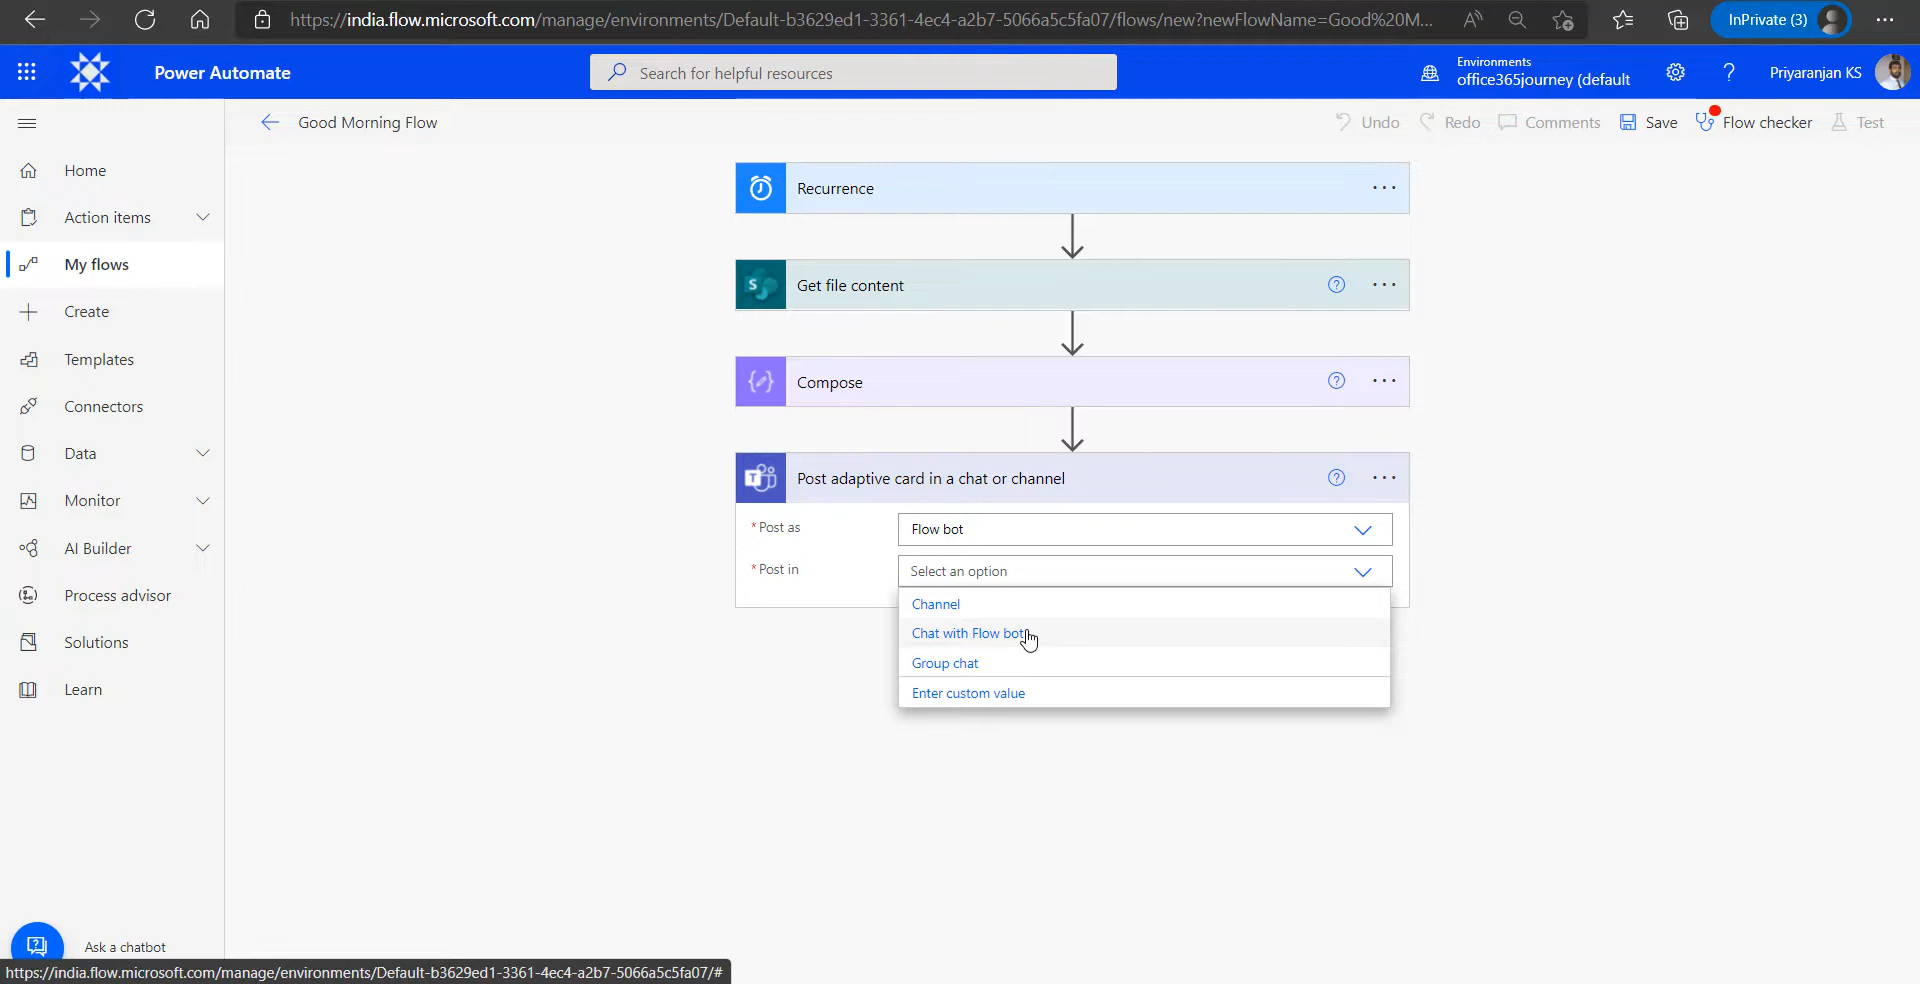 https://india.flow.microsoft.com/manage/environments/Default-b3629ed1-3361-4ec4-a2b7-5066a5c5fa07/flows/new?newFlowName=Good%20M...
InPrivate (3)
Power Automate
Search for helpful resources
Environments
office365journey (default
?
Priyaranjan KS
Good Morning Flow
Undo
Redo
Comments
Save
Flow checker
Test
Home
Action items
My flows
Create
Templates
Connectors
Data
Monitor
AI Builder
Process advisor
Solutions
Learn
Ask a chatbot
Recurrence
Get file content
Compose
Post adaptive card in a chat or channel
* Post as
Flow bot
* Post in
Select an option
Channel
Chat with Flow bot
Group chat
Enter custom value
https://india.flow.microsoft.com/manage/environments/Default-b3629ed1-3361-4ec4-a2b7-5066a5c5fa07/#